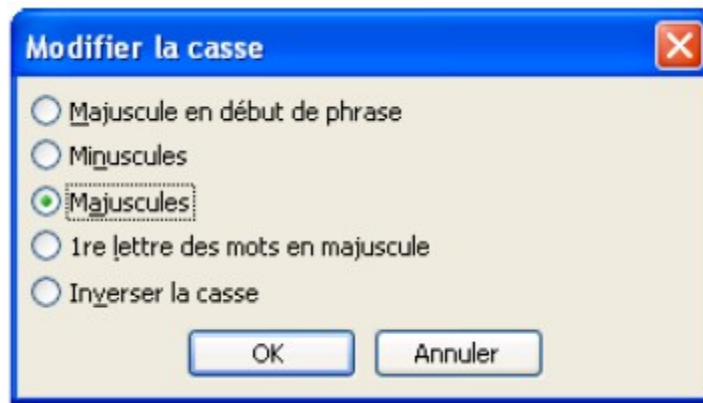 Modifier la casse
Majuscule en début de phrase
Minuscules
Majuscules
1re lettre des mots en majuscule
Inverser la casse
OK Annuler